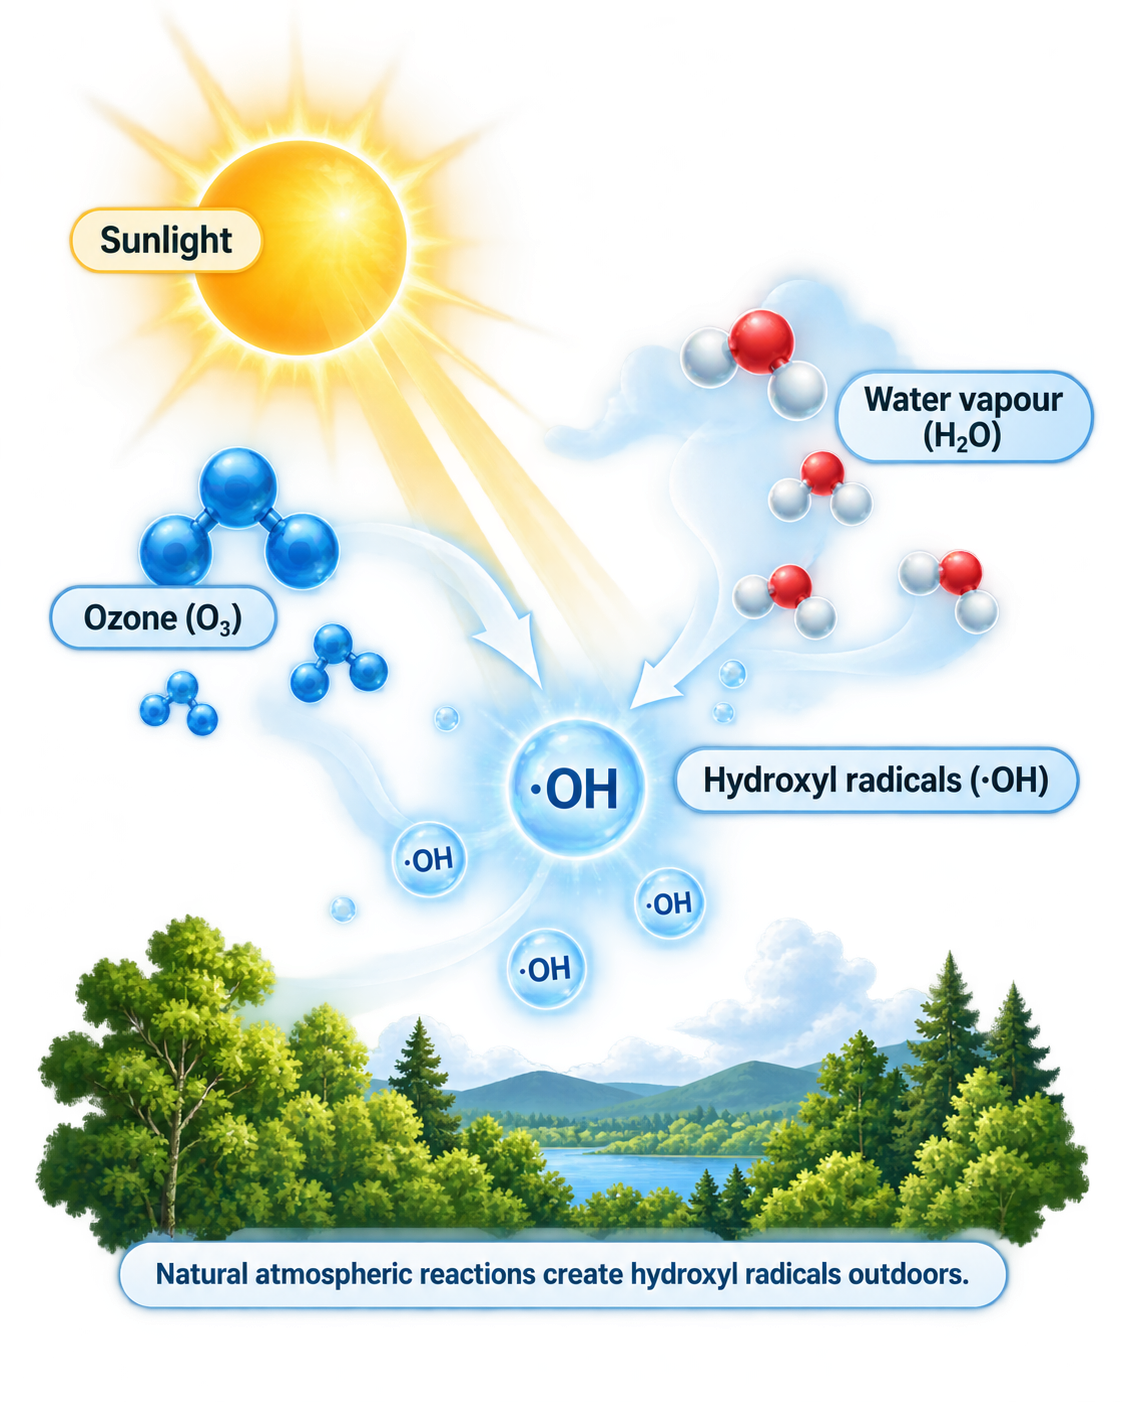 Sunlight
Water vapour
(H₂O)
Ozone (O₃)
·OH
Hydroxyl radicals (·OH)
·OH
·OH
·OH
Natural atmospheric reactions create hydroxyl radicals outdoors.